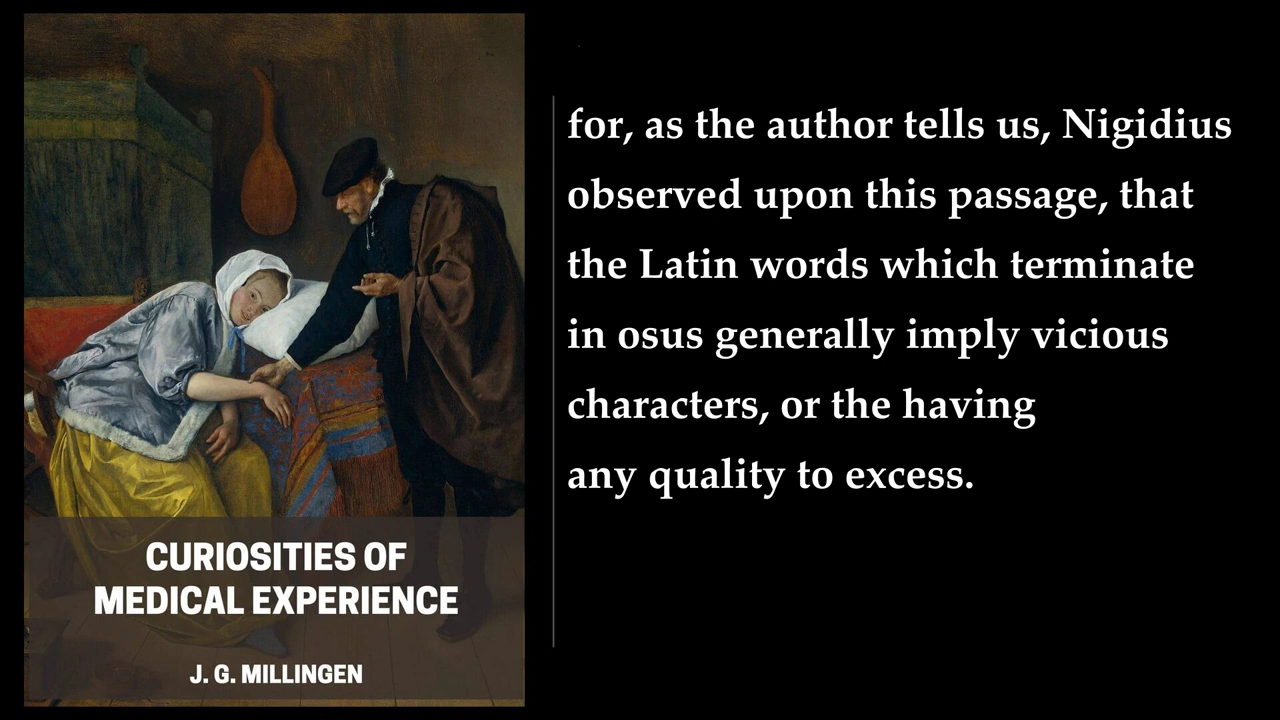 CURIOSITIES OF
MEDICAL EXPERIENCE
J. G. MILLINGEN
for, as the author tells us, Nigidius
observed upon this passage, that
the Latin words which terminate
in osus generally imply vicious
characters, or the having
any quality to excess.